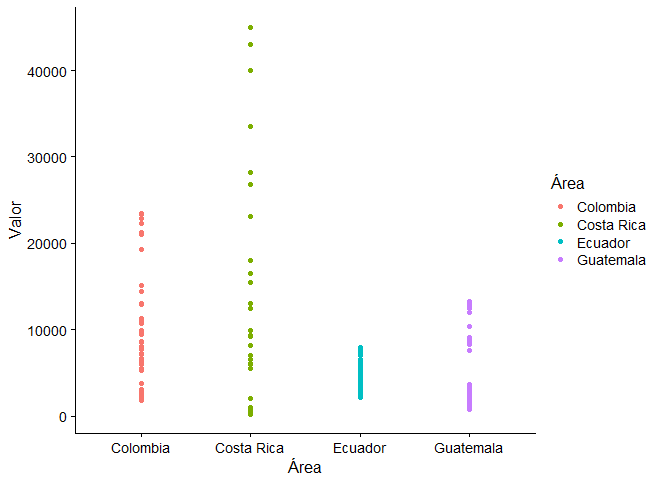 Valor
40000
30000
20000
10000
0
Colombia Costa Rica Ecuador Guatemala
Área
Área
Colombia
Costa Rica
Ecuador
Guatemala